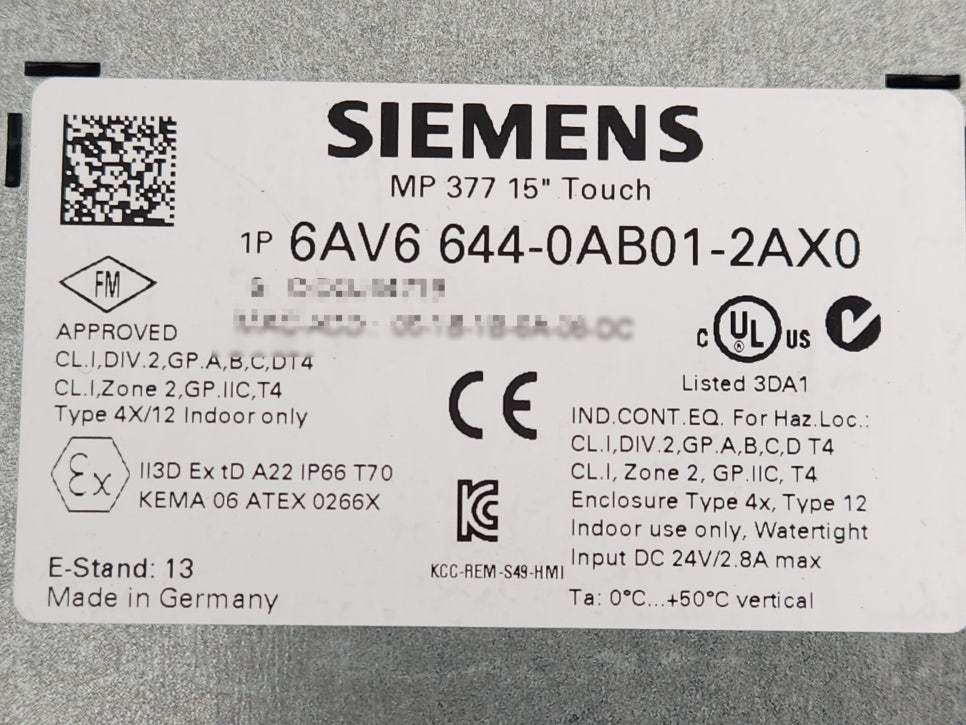 SIEMENS
MP 377 15" Touch
1P 6AV6 644-0AB01-2AX0
FM
APPROVED
CL.I,DIV.2,GP.A,B,C,DT4
CL.I,Zone 2,GP.IIC,T4
Type 4X/12 Indoor only
Ex II3D Ex tD A22 IP66 T70
KEMA 06 ATEX 0266X
E-Stand: 13
Made in Germany
CE
KCC-REM-S49-HMI
C UL US
Listed 3DA1
IND.CONT.EQ. For Haz.Loc.:
CL.I,DIV.2,GP.A,B,C,D T4
CL.I, Zone 2, GP.IIC, T4
Enclosure Type 4x, Type 12
Indoor use only, Watertight
Input DC 24V/2.8A max
Ta: 0°C...+50°C vertical